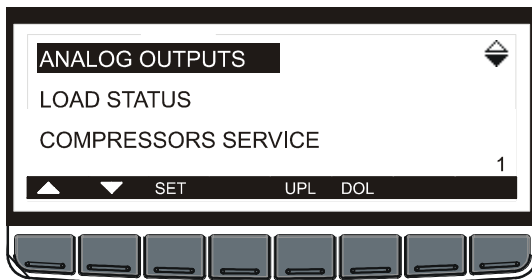 ANALOG OUTPUTS
LOAD STATUS
COMPRESSORS SERVICE
1
SET UPL DOL